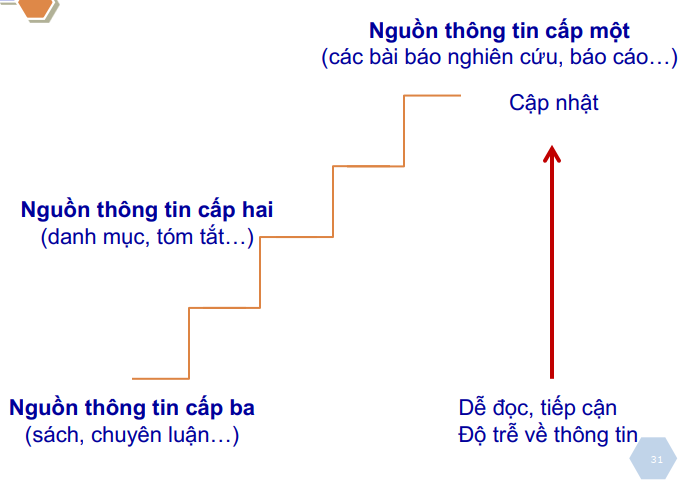 Nguồn thông tin cấp một
(các bài báo nghiên cứu, báo cáo…)
Cập nhật
Nguồn thông tin cấp hai
(danh mục, tóm tắt…)
Nguồn thông tin cấp ba
(sách, chuyên luận…)
Dễ đọc, tiếp cận
Độ trễ về thông tin
31